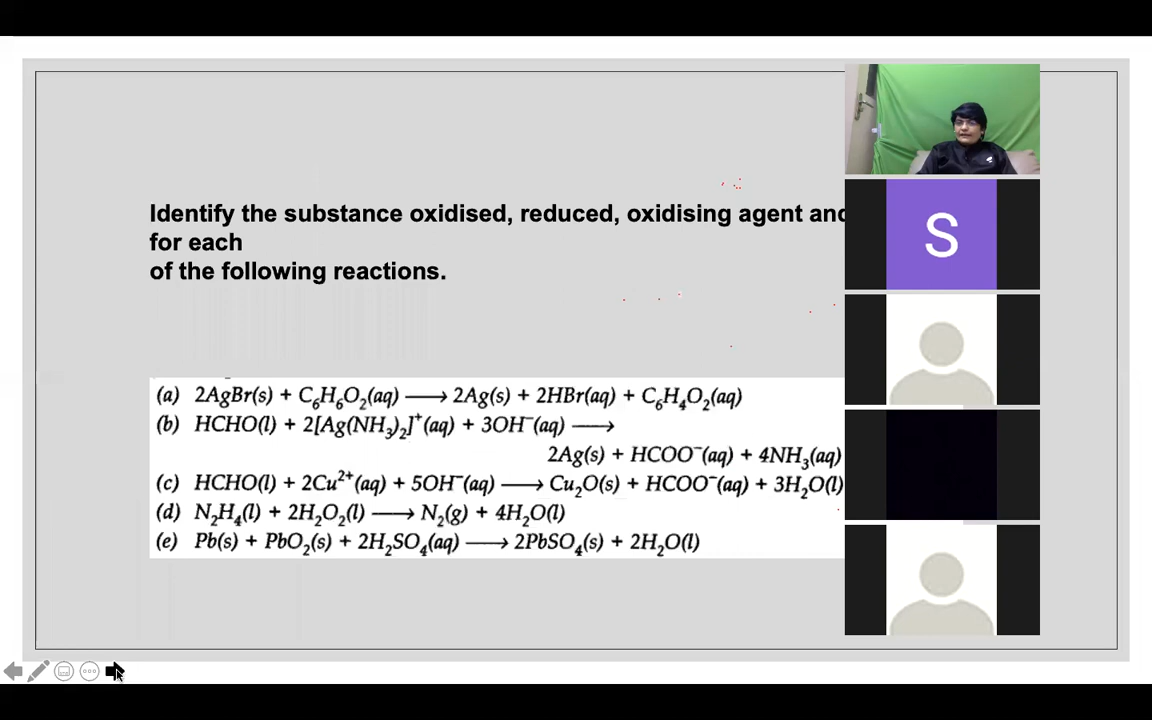 Identify the substance oxidised, reduced, oxidising agent and
for each
of the following reactions.
(a) 2AgBr(s) + C₆H₆O₂(aq) ⟶ 2Ag(s) + 2HBr(aq) + C₆H₄O₂(aq)
(b) HCHO(l) + 2[Ag(NH₃)₂]⁺(aq) + 3OH⁻(aq) ⟶
2Ag(s) + HCOO⁻(aq) + 4NH₃(aq)
(c) HCHO(l) + 2Cu²⁺(aq) + 5OH⁻(aq) ⟶ Cu₂O(s) + HCOO⁻(aq) + 3H₂O(l)
(d) N₂H₄(l) + 2H₂O₂(l) ⟶ N₂(g) + 4H₂O(l)
(e) Pb(s) + PbO₂(s) + 2H₂SO₄(aq) ⟶ 2PbSO₄(s) + 2H₂O(l)
S